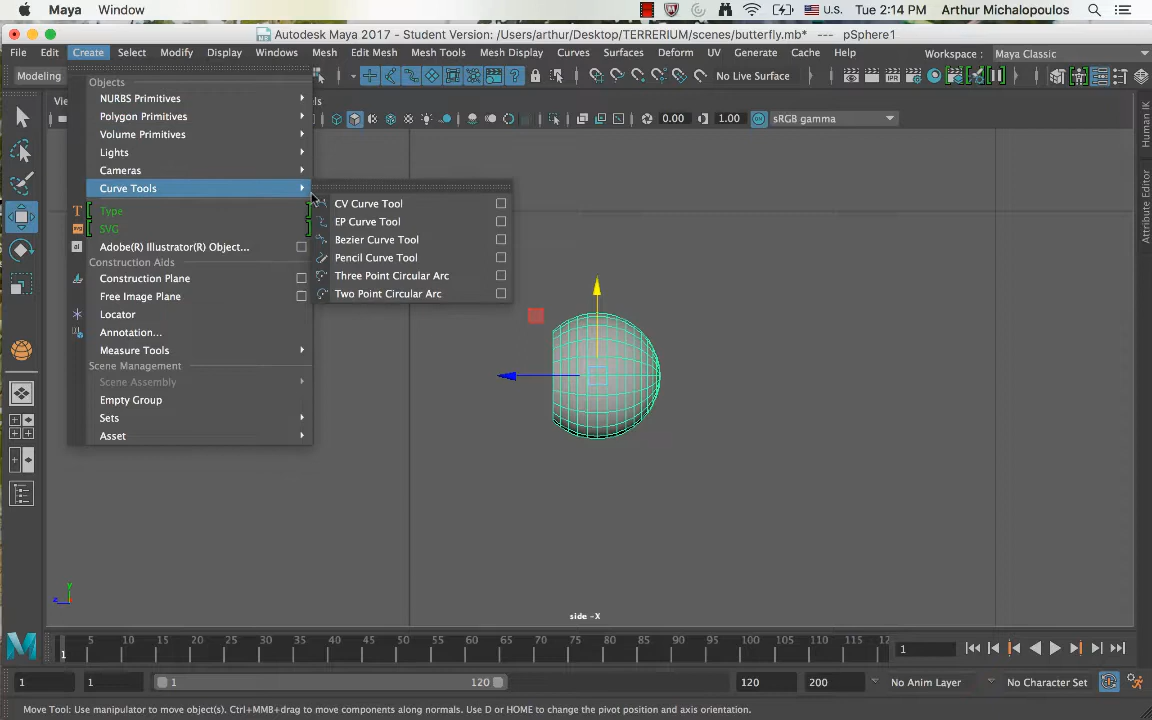 Maya Window U.S. Tue 2:14 PM Arthur Michalopoulos
Autodesk Maya 2017 - Student Version: /Users/arthur/Desktop/TERRERIUM/scenes/butterfly.mb* --- pSphere1
File Edit Create Select Modify Display Windows Mesh Edit Mesh Mesh Tools Mesh Display Curves Surfaces Deform UV Generate Cache Help Workspace : Maya Classic
Modeling No Live Surface
Objects
NURBS Primitives
Polygon Primitives
Volume Primitives
Lights
Cameras
Curve Tools
Type
SVG
Adobe(R) Illustrator(R) Object...
Construction Aids
Construction Plane
Free Image Plane
Locator
Annotation...
Measure Tools
Scene Management
Scene Assembly
Empty Group
Sets
Asset
CV Curve Tool
EP Curve Tool
Bezier Curve Tool
Pencil Curve Tool
Three Point Circular Arc
Two Point Circular Arc
0.00 1.00 ON sRGB gamma
Human IK
Attribute Editor
y
z
side -X
5 10 15 20 25 30 35 40 45 50 55 60 65 70 75 80 85 90 95 100 105 110 115 12
1 1
1 1 1 120 120 200 No Anim Layer No Character Set
Move Tool: Use manipulator to move object(s). Ctrl+MMB+drag to move components along normals. Use D or HOME to change the pivot position and axis orientation.